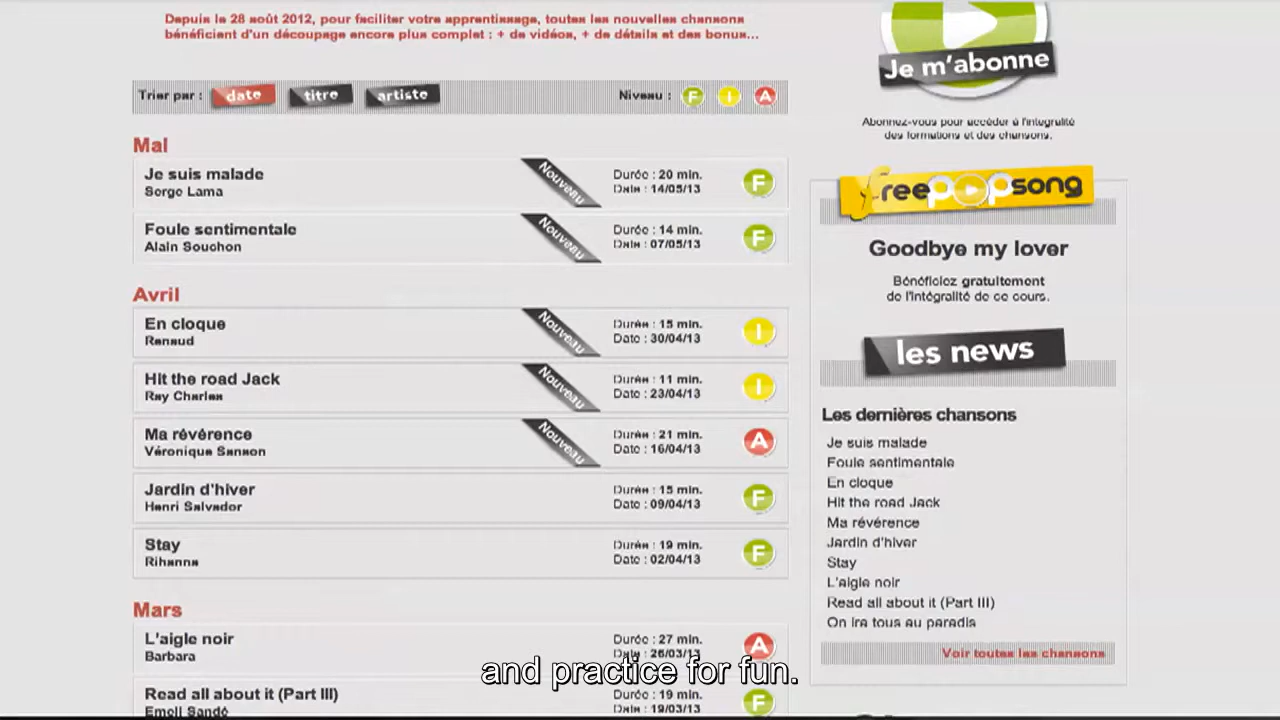 Depuis le 28 août 2012, pour faciliter votre apprentissage, toutes les nouvelles chansons
bénéficient d'un découpage encore plus complet : + de vidéos, + de détails et des bonus...
Trier par : date titre artiste Niveau : F I A
Mai
Je suis malade
Serge Lama
Nouveau
Durée : 20 min.
Date : 14/05/13
F
Foule sentimentale
Alain Souchon
Nouveau
Durée : 14 min.
Date : 07/05/13
F
Avril
En cloque
Renaud
Nouveau
Durée : 15 min.
Date : 30/04/13
I
Hit the road Jack
Ray Charles
Nouveau
Durée : 11 min.
Date : 23/04/13
I
Ma révérence
Véronique Sanson
Nouveau
Durée : 21 min.
Date : 16/04/13
A
Jardin d'hiver
Henri Salvador
Durée : 15 min.
Date : 09/04/13
F
Stay
Rihanna
Durée : 19 min.
Date : 02/04/13
F
Mars
L'aigle noir
Barbara
Durée : 27 min.
Date : 26/03/13
A
Read all about it (Part III)
Emeli Sandé
Durée : 19 min.
Date : 19/03/13
F
Je m'abonne
Abonnez-vous pour accéder à l'integralité
des formations et des chansons.
freepopsong
Goodbye my lover
Bénéficiez gratuitement
de l'intégralité de ce cours.
les news
Les dernières chansons
Je suis malade
Foule sentimentale
En cloque
Hit the road Jack
Ma révérence
Jardin d'hiver
Stay
L'aigle noir
Read all about it (Part III)
On ira tous au paradis
Voir toutes les chansons
and practice for fun.